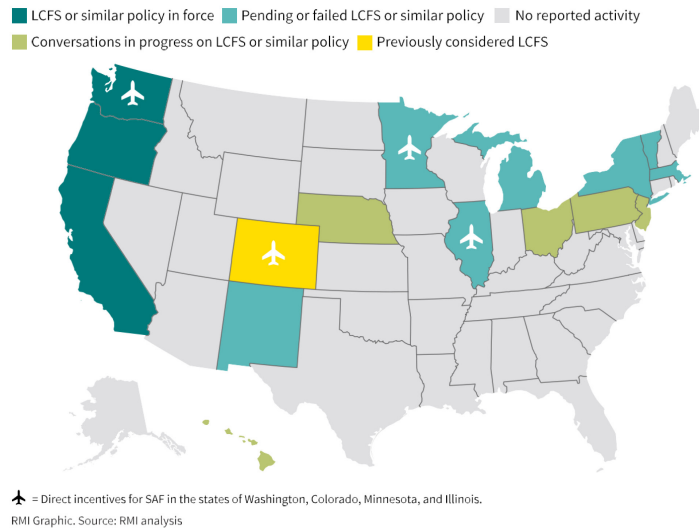 LCFS or similar policy in force Pending or failed LCFS or similar policy No reported activity
Conversations in progress on LCFS or similar policy Previously considered LCFS
= Direct incentives for SAF in the states of Washington, Colorado, Minnesota, and Illinois.
RMI Graphic. Source: RMI analysis